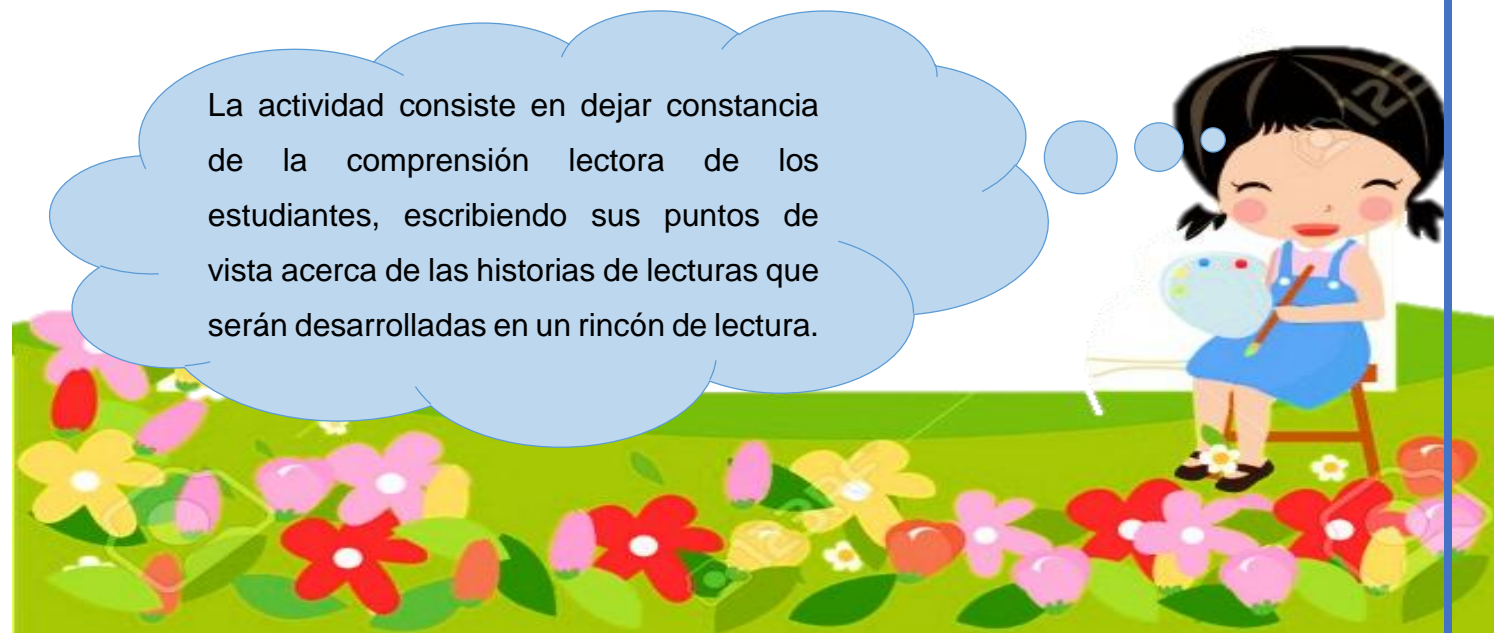 La actividad consiste en dejar constancia
de la comprensión lectora de los
estudiantes, escribiendo sus puntos de
vista acerca de las historias de lecturas que
serán desarrolladas en un rincón de lectura.